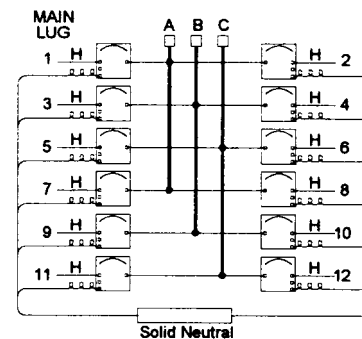 MAIN
LUG
A B C
1 H H 2
3 H H 4
5 H H 6
7 H H 8
9 H H 10
11 H H 12
Solid Neutral